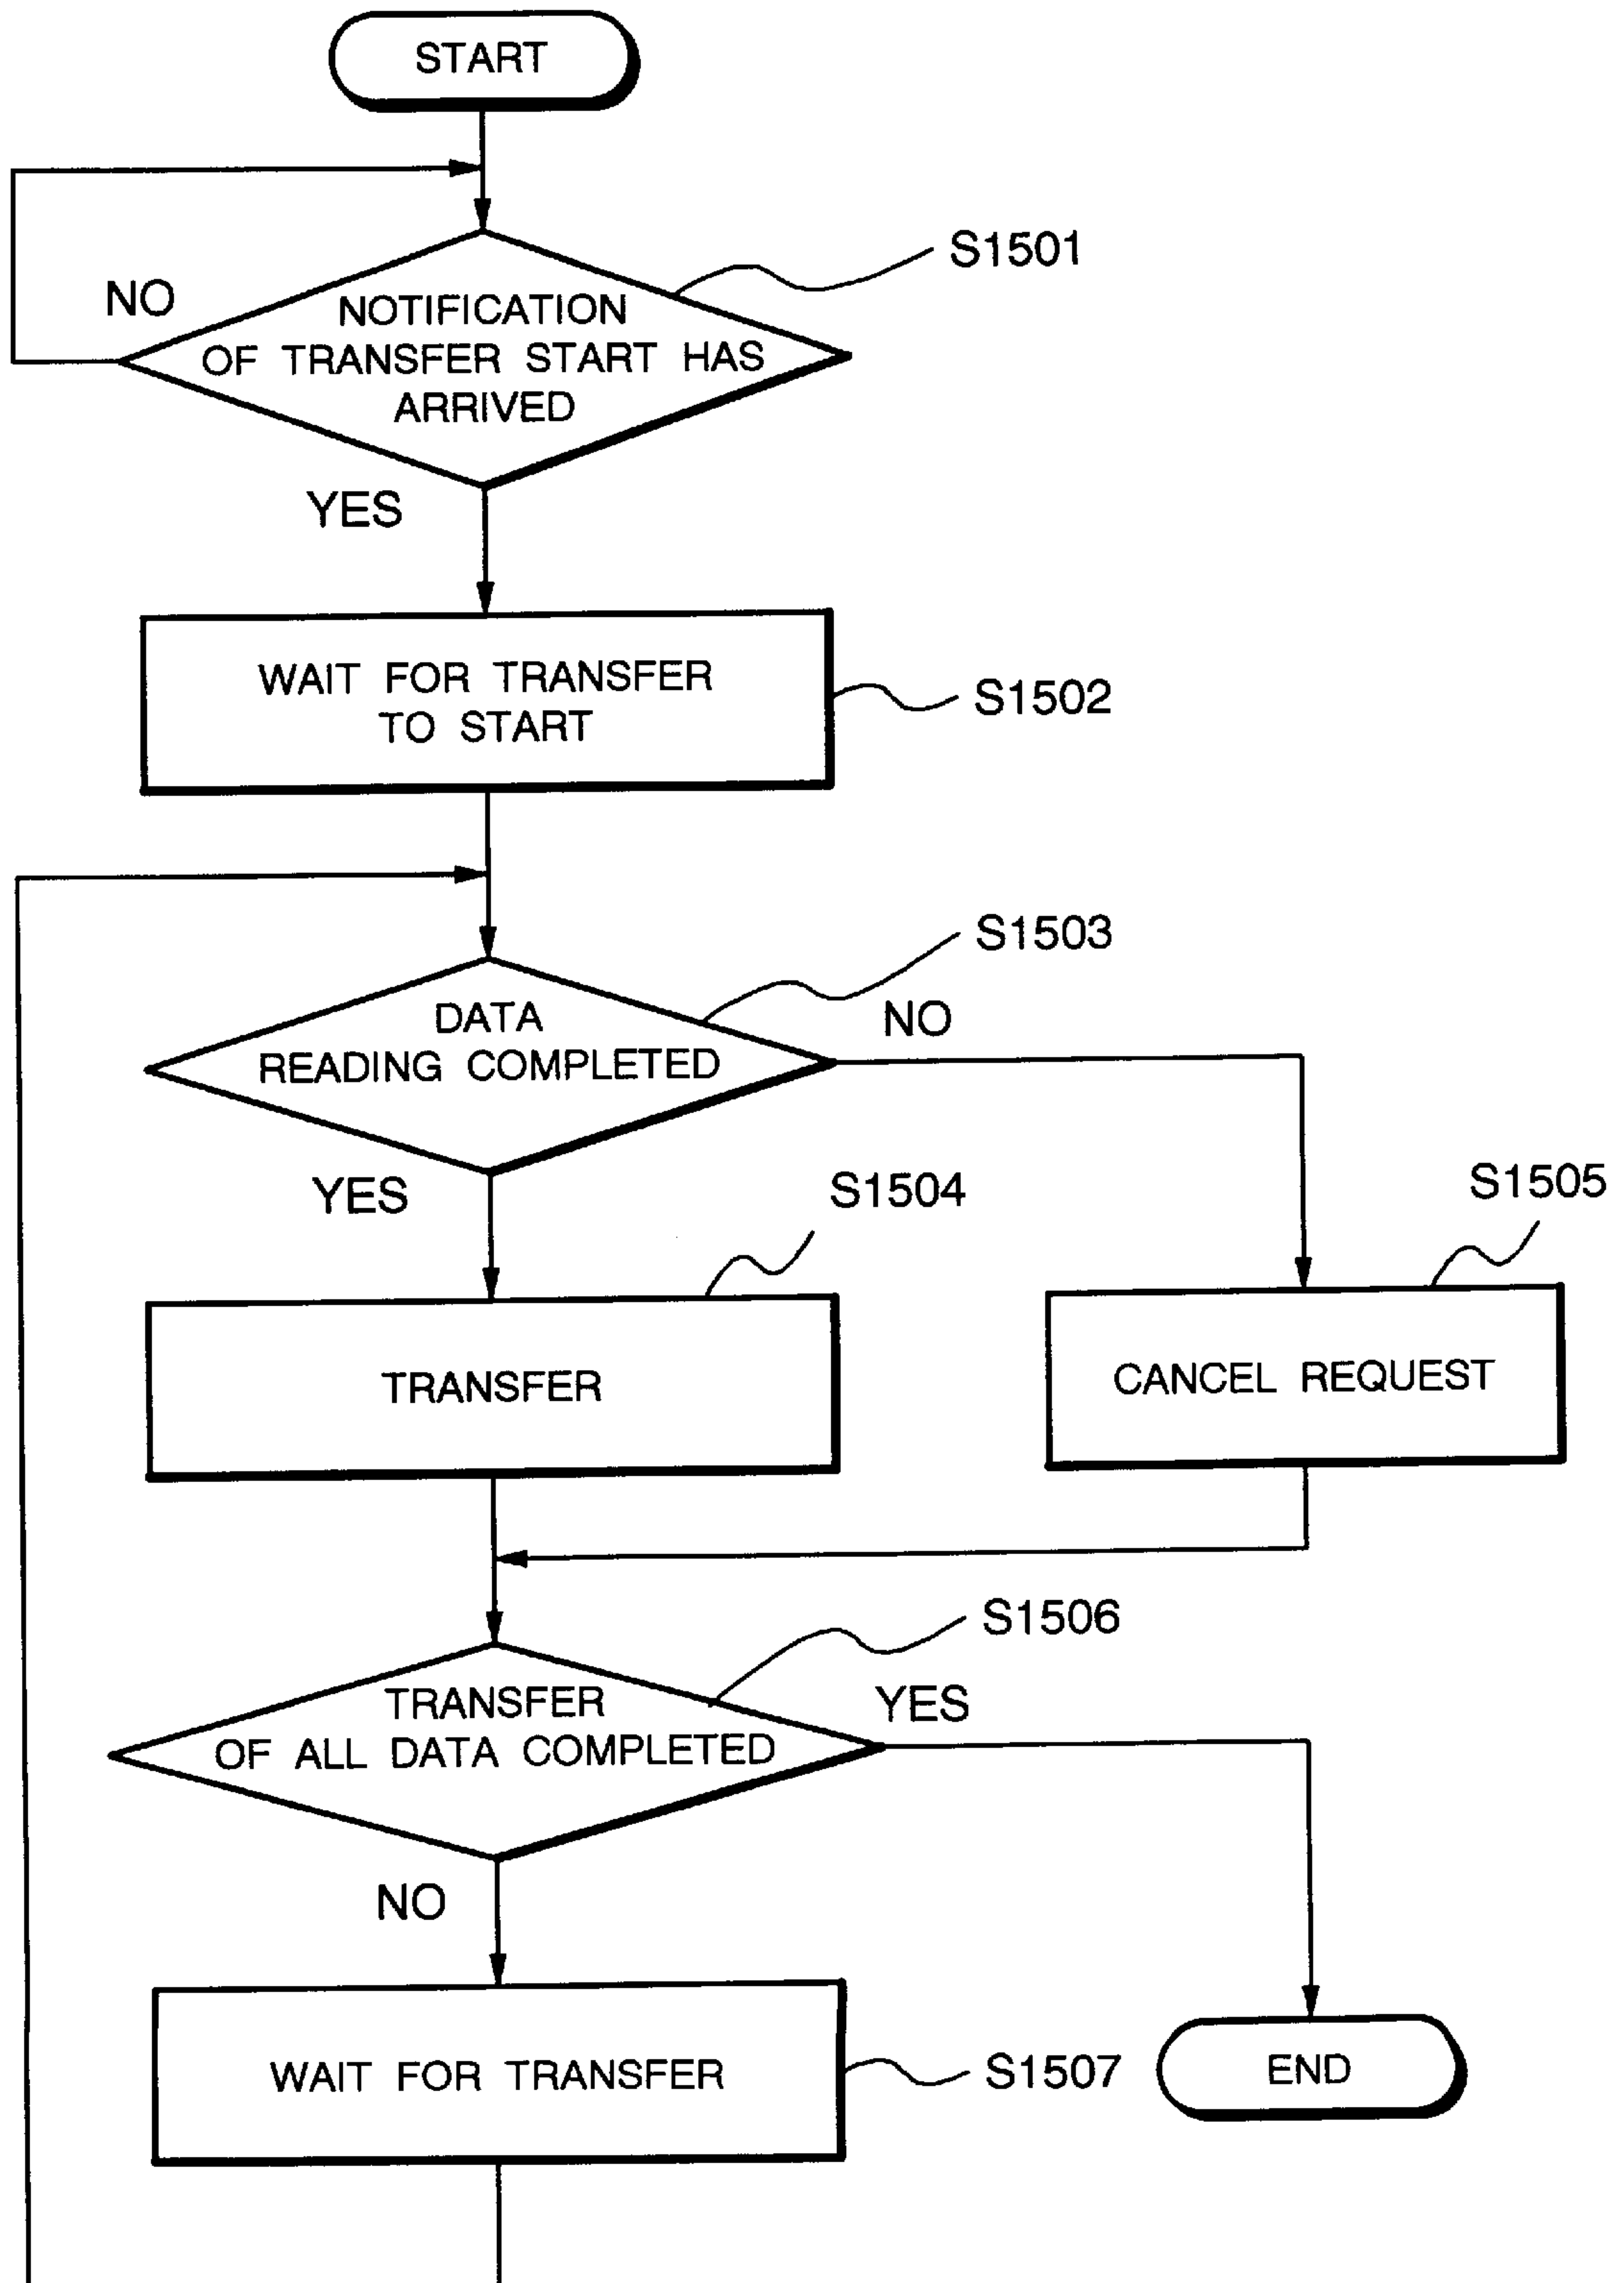 START
S1501
NO
NOTIFICATION
OF TRANSFER START HAS
ARRIVED
YES
WAIT FOR TRANSFER
TO START
S1502
S1503
DATA
READING COMPLETED
NO
YES
S1504
S1505
TRANSFER
CANCEL REQUEST
S1506
TRANSFER
OF ALL DATA COMPLETED
YES
NO
WAIT FOR TRANSFER
S1507
END